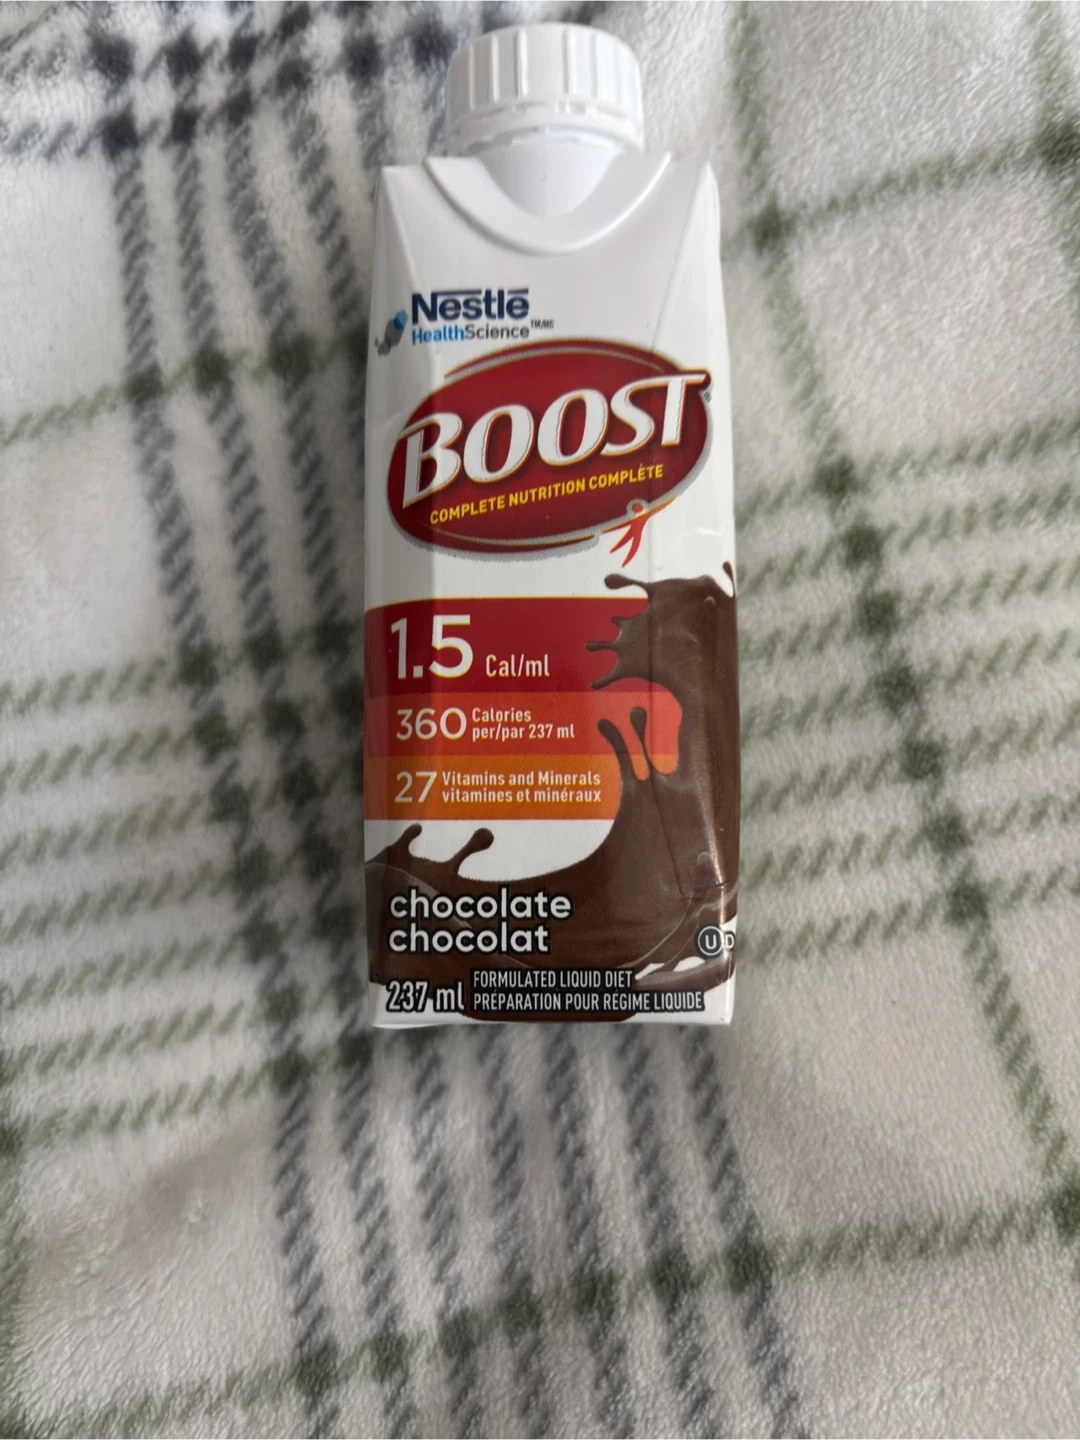 Nestlē
HealthScience TM/MC
BOOST®
COMPLETE NUTRITION COMPLÈTE
1.5 Cal/ml
360 Calories
per/par 237 ml
27 Vitamins and Minerals
vitamines et minéraux
chocolate
chocolat
U D
237 ml FORMULATED LIQUID DIET
PRÉPARATION POUR RÉGIME LIQUIDE